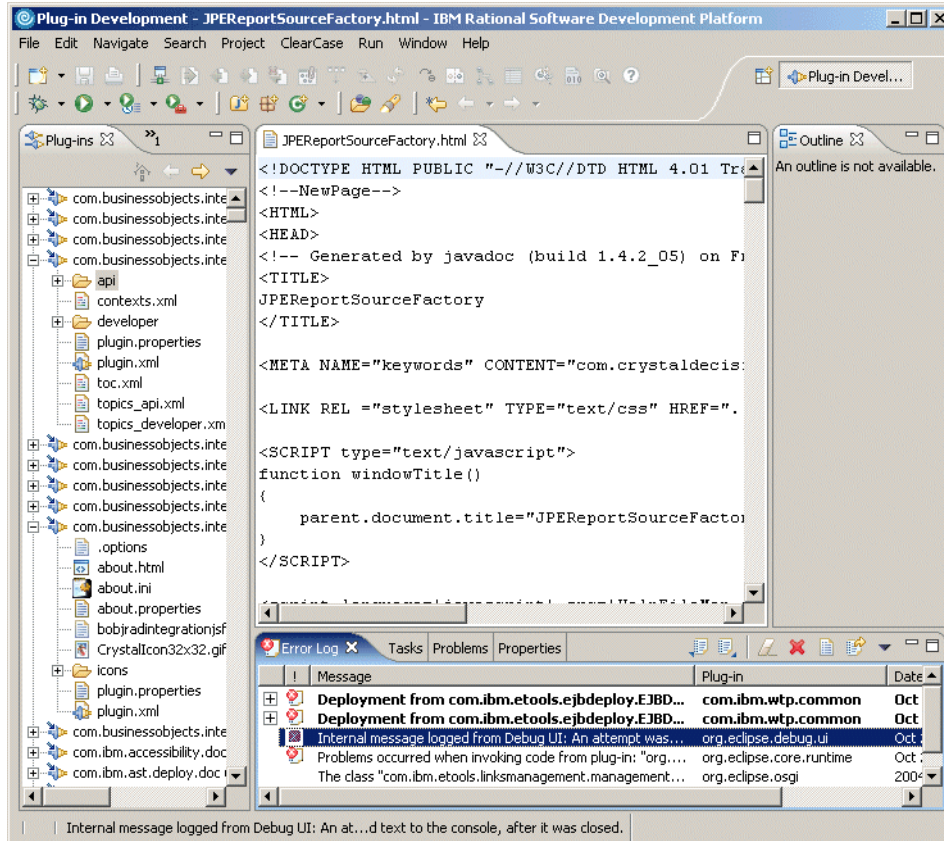 Plug-in Development - JPEReportSourceFactory.html - IBM Rational Software Development Platform
File Edit Navigate Search Project ClearCase Run Window Help
Plug-in Devel...
Plug-ins
»1
com.businessobjects.inte
com.businessobjects.inte
com.businessobjects.inte
com.businessobjects.inte
api
contexts.xml
developer
plugin.properties
plugin.xml
toc.xml
topics_api.xml
topics_developer.xm
com.businessobjects.inte
com.businessobjects.inte
com.businessobjects.inte
com.businessobjects.inte
com.businessobjects.inte
.options
about.html
about.ini
about.properties
bobjradintegrationjsf
CrystalIcon32x32.gif
icons
plugin.properties
plugin.xml
com.businessobjects.inte
com.ibm.accessibility.doc
com.ibm.ast.deploy.doc
JPEReportSourceFactory.html
<!DOCTYPE HTML PUBLIC "-//W3C//DTD HTML 4.01 Tra
<!--NewPage-->
<HTML>
<HEAD>
<!-- Generated by javadoc (build 1.4.2_05) on F
<TITLE>
JPEReportSourceFactory
</TITLE>
<META NAME="keywords" CONTENT="com.crystaldecis
<LINK REL ="stylesheet" TYPE="text/css" HREF=".
<SCRIPT type="text/javascript">
function windowTitle()
{
parent.document.title="JPEReportSourceFactor
}
</SCRIPT>
Outline
An outline is not available.
Error Log Tasks Problems Properties
! Message Plug-in Date
Deployment from com.ibm.etools.ejbdeploy.EJBD... com.ibm.wtp.common Oct
Deployment from com.ibm.etools.ejbdeploy.EJBD... com.ibm.wtp.common Oct
Internal message logged from Debug UI: An attempt was... org.eclipse.debug.ui Oct
Problems occurred when invoking code from plug-in: "org.... org.eclipse.core.runtime Oct
The class "com.ibm.etools.linksmanagement.management... org.eclipse.osgi 2004
Internal message logged from Debug UI: An at...d text to the console, after it was closed.